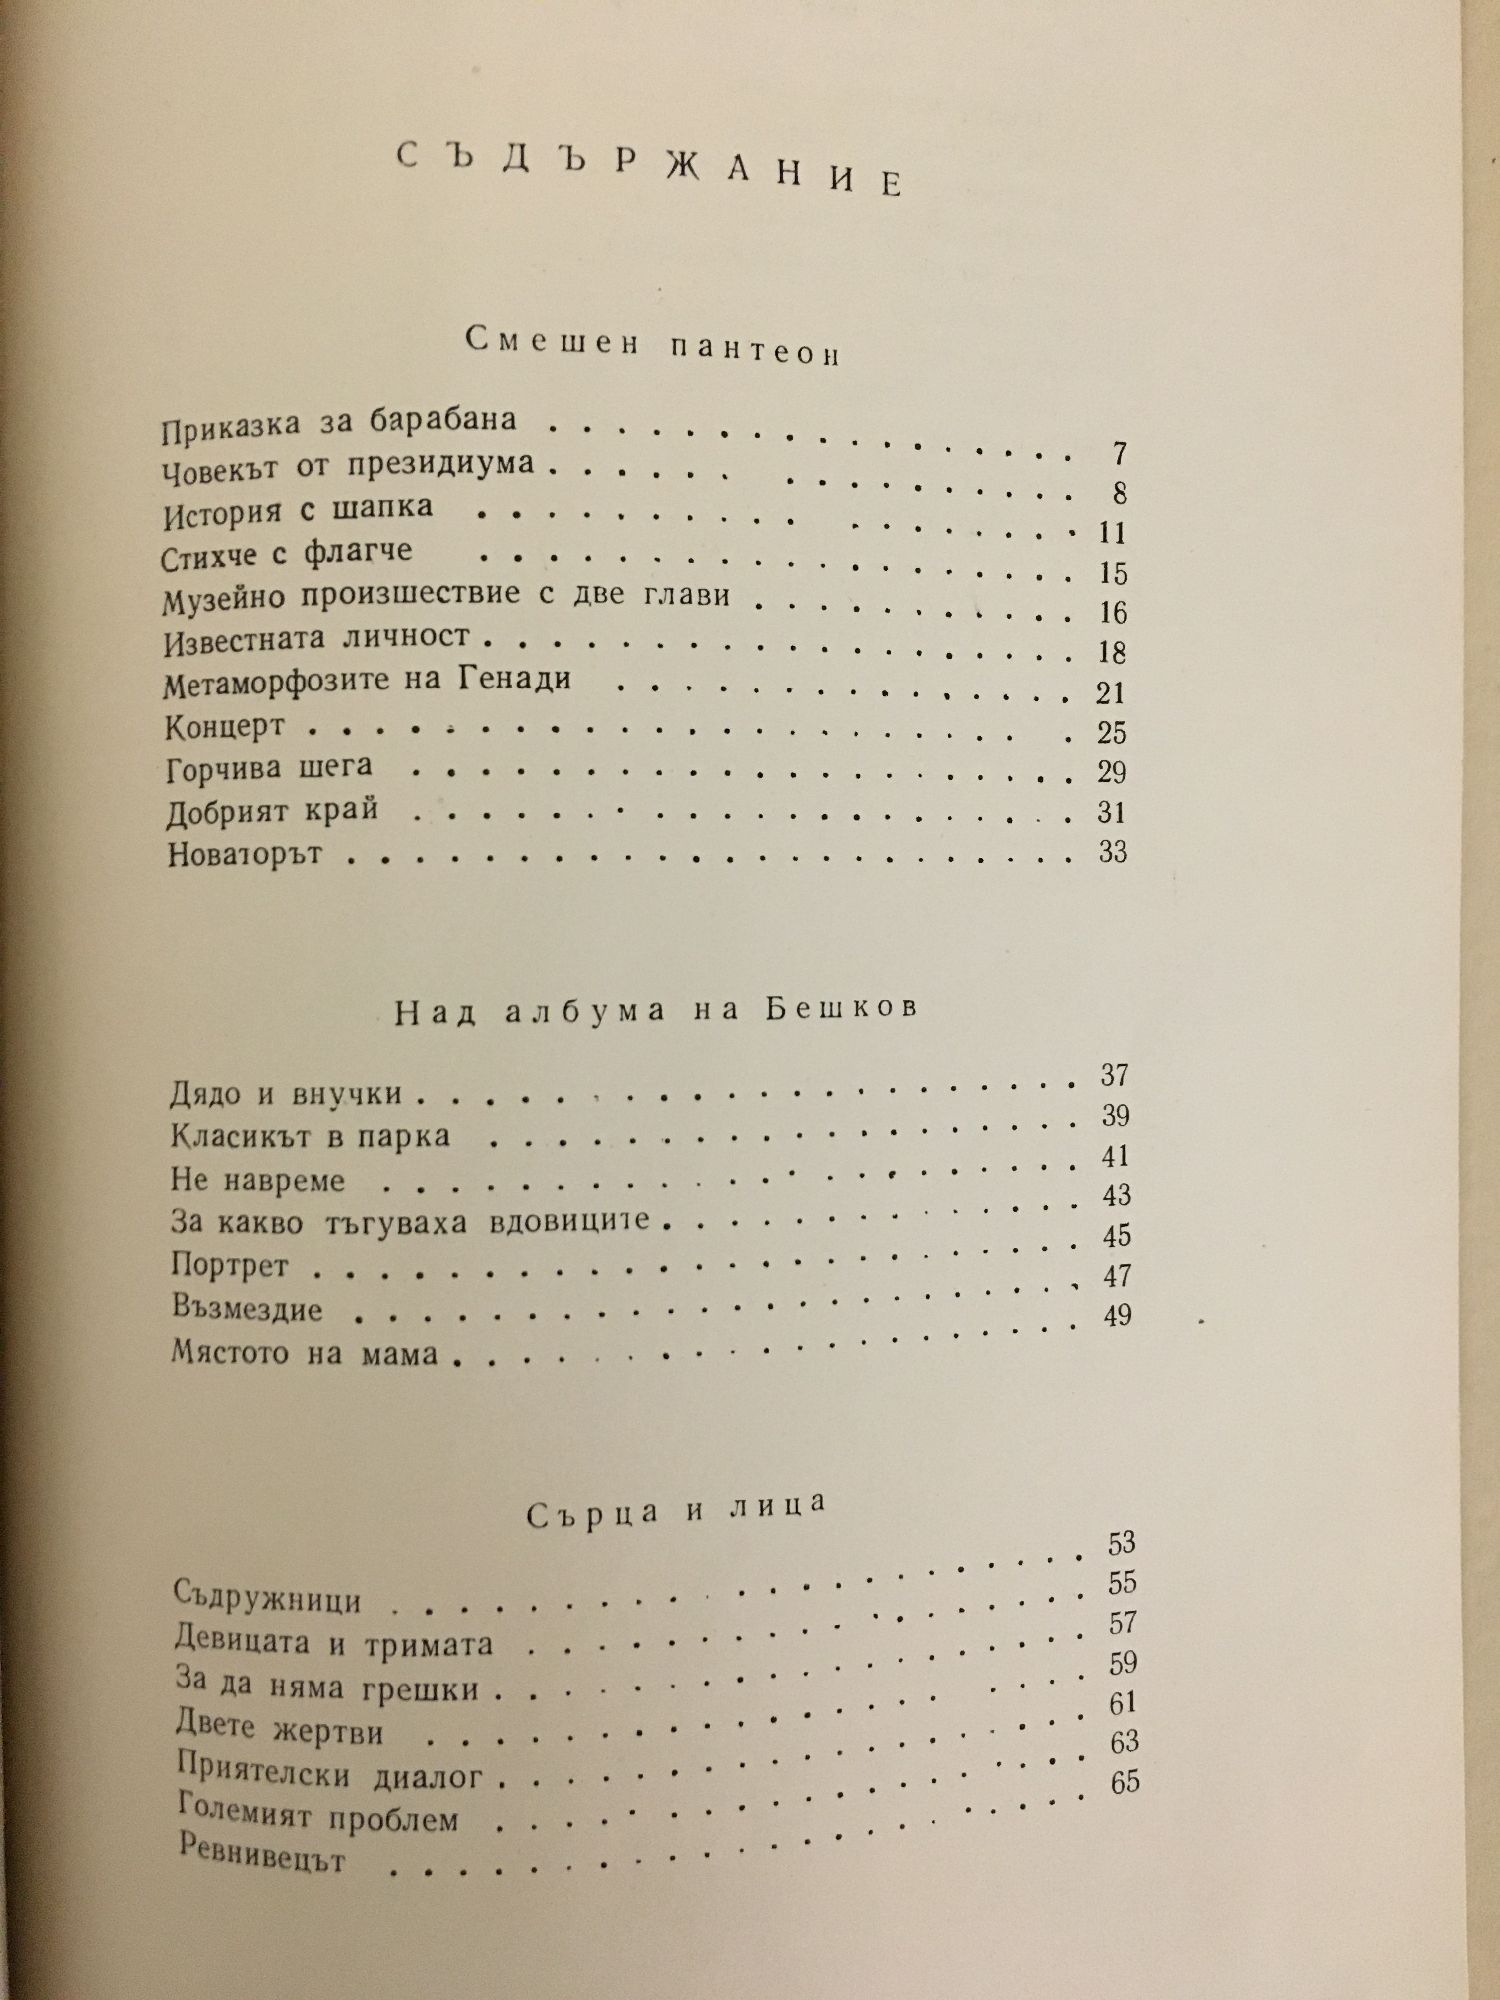 СЪДЪРЖАНИЕ
Смешен пантеон
Приказка за барабана . . . . . . . . . . . . . . . . 7
Човекът от президиума . . . . . . . . . . . . . . . . 8
История с шапка . . . . . . . . . . . . . . . . . 11
Стихче с флагче . . . . . . . . . . . . . . . . . . 15
Музейно произшествие с две глави . . . . . . . . . . 16
Известната личност . . . . . . . . . . . . . . . . . . 18
Метаморфозите на Генади . . . . . . . . . . . . . . 21
Концерт . . . . . . . . . . . . . . . . . . . . . . . 25
Горчива шега . . . . . . . . . . . . . . . . . . . . 29
Добрият край . . . . . . . . . . . . . . . . . . . . 31
Новаторът . . . . . . . . . . . . . . . . . . . . . . 33
Над албума на Бешков
Дядо и внучки . . . . . . . . . . . . . . . . . . . . 37
Класикът в парка . . . . . . . . . . . . . . . . . . 39
Не навреме . . . . . . . . . . . . . . . . . . . . . 41
За какво тъгуваха вдовиците . . . . . . . . . . . . . 43
Портрет . . . . . . . . . . . . . . . . . . . . . . . 45
Възмездие . . . . . . . . . . . . . . . . . . . . . . 47
Мястото на мама . . . . . . . . . . . . . . . . . . . 49
Сърца и лица
Съдружници . . . . . . . . . . . . . . . . . . . . . 53
Девицата и тримата . . . . . . . . . . . . . . . . . 55
За да няма грешки . . . . . . . . . . . . . . . . . . 57
Двете жертви . . . . . . . . . . . . . . . . . . . 59
Приятелски диалог . . . . . . . . . . . . . . . . . . 61
Големият проблем . . . . . . . . . . . . . . . . . . 63
Ревнивецът . . . . . . . . . . . . . . . . . . . . . 65